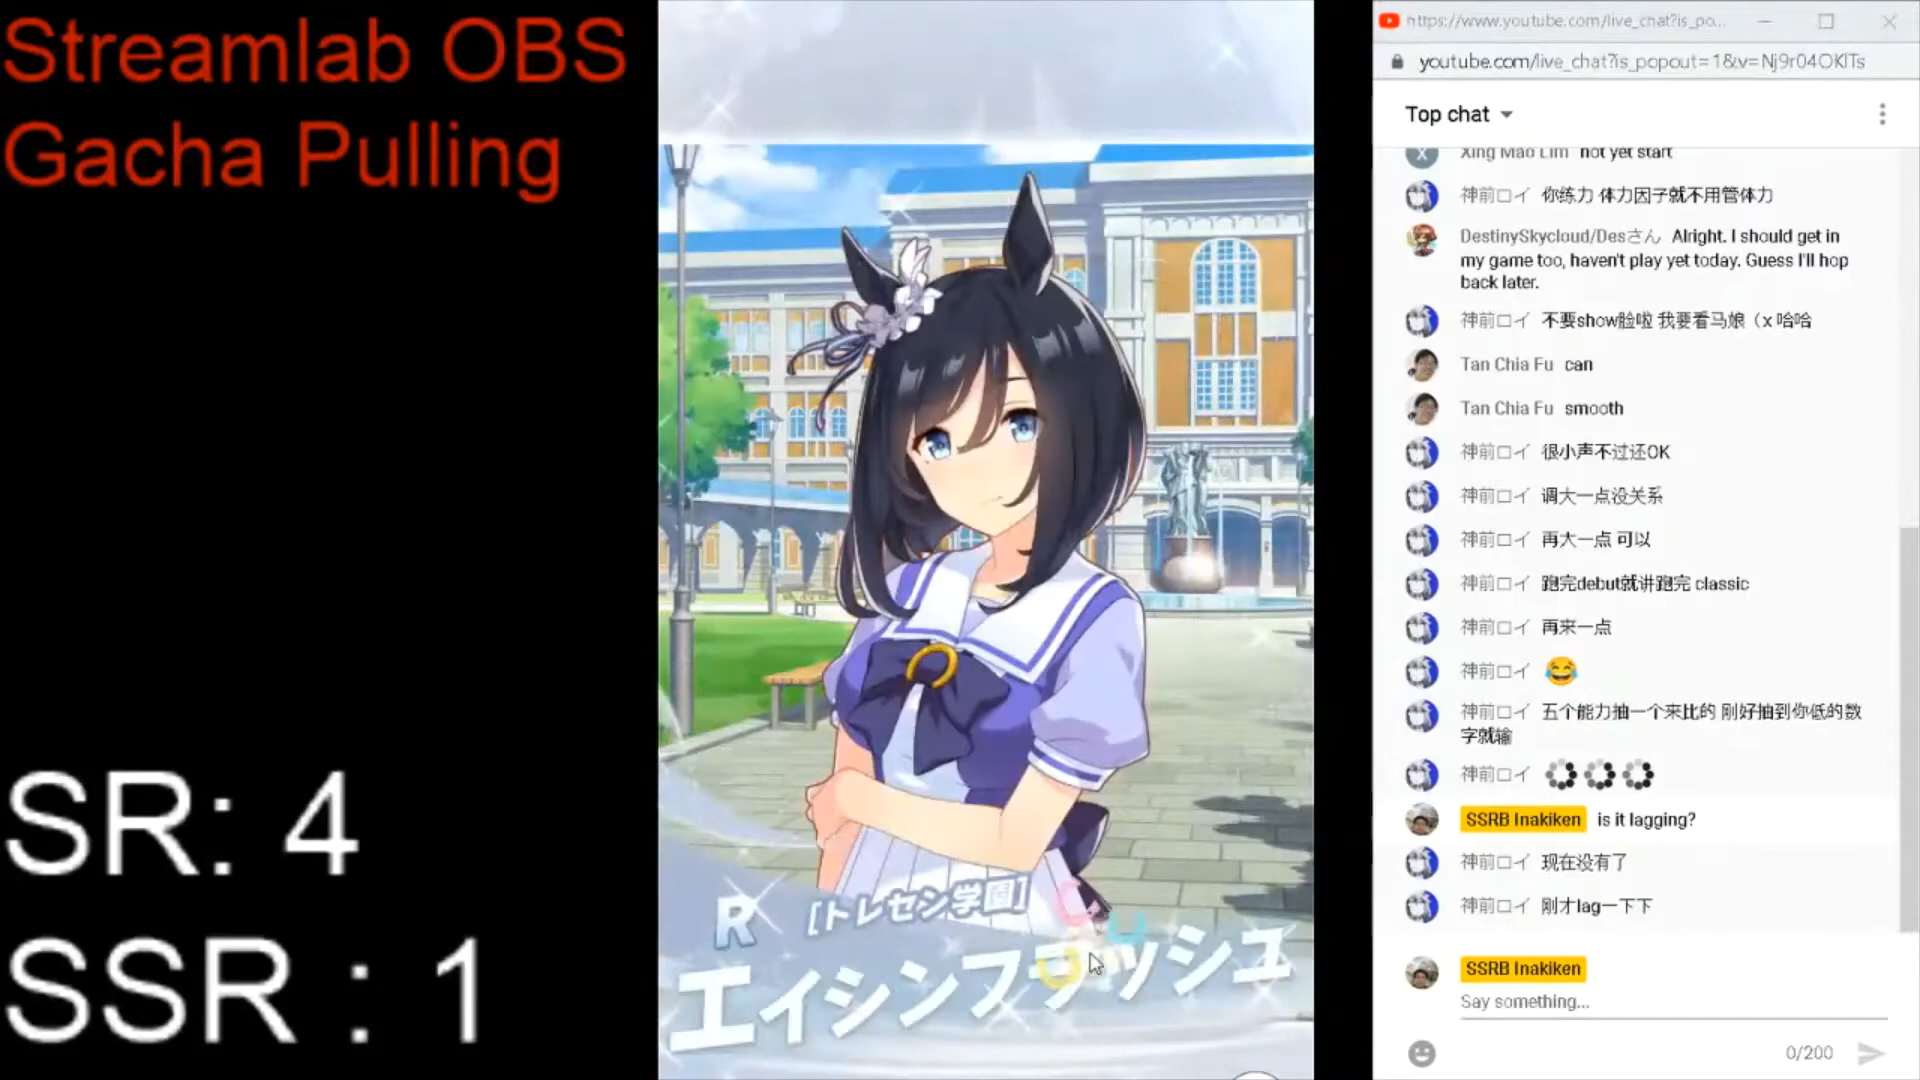 Streamlab OBS
Gacha Pulling
SR: 4
SSR : 1
R [トレセン学園]
エイシンフラッシュ
https://www.youtube.com/live_chat?is_po...
youtube.com/live_chat?is_popout=1&v=Nj9r04OKlTs
Top chat
X Xing Mao Lim not yet start
神前ロイ 你练力 体力因子就不用管体力
DestinySkycloud/Desさん Alright. I should get in
my game too, haven't play yet today. Guess I'll hop
back later.
神前ロイ 不要show脸啦 我要看马娘（x 哈哈
Tan Chia Fu can
Tan Chia Fu smooth
神前ロイ 很小声不过还OK
神前ロイ 调大一点没关系
神前ロイ 再大一点 可以
神前ロイ 跑完debut就讲跑完 classic
神前ロイ 再来一点
神前ロイ 😂
神前ロイ 五个能力抽一个来比的 刚好抽到你低的数
字就输
神前ロイ
SSRB Inakiken is it lagging?
神前ロイ 现在没有了
神前ロイ 刚才lag一下下
SSRB Inakiken
Say something...
0/200